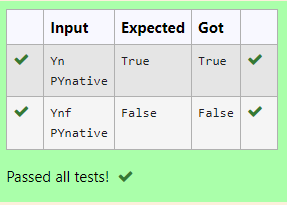 Input Expected Got
Yn True True
PYnative
Ynf False False
PYnative
Passed all tests!